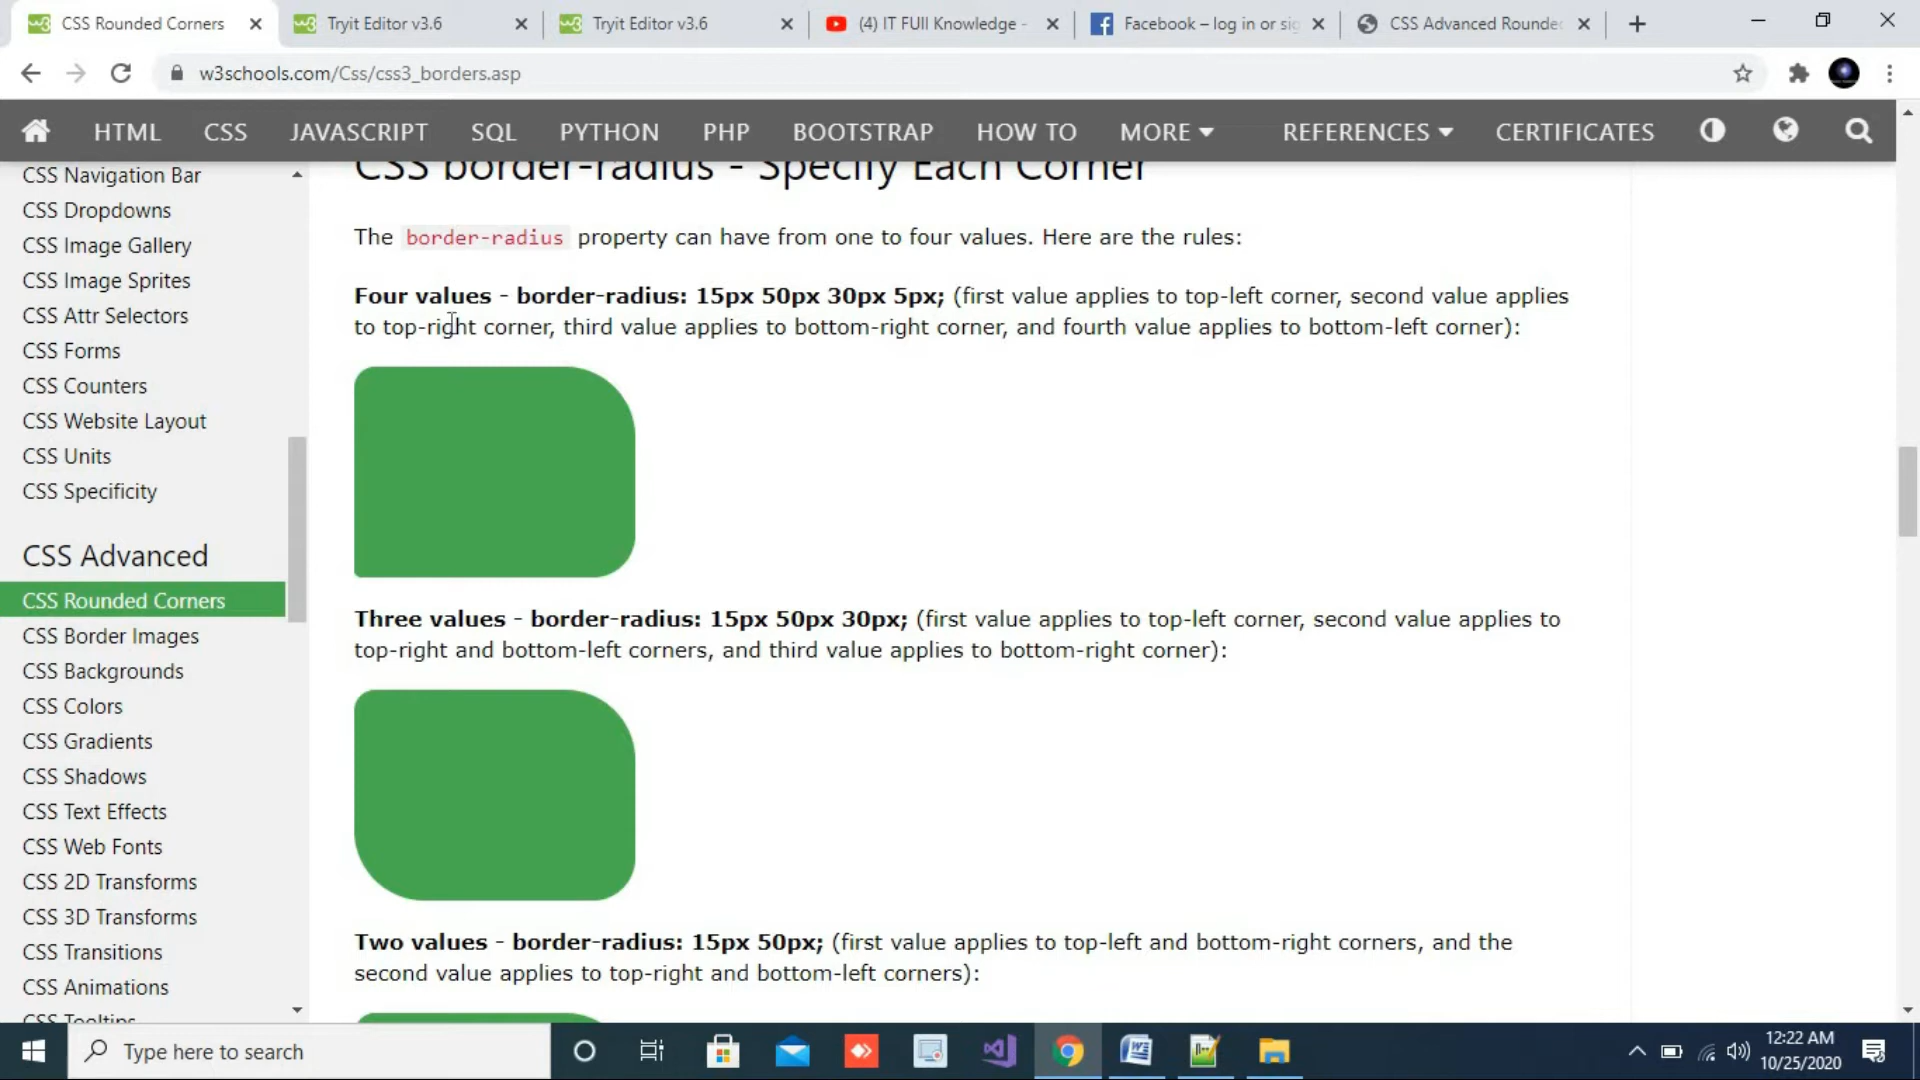 CSS Rounded Corners
Tryit Editor v3.6
Tryit Editor v3.6
(4) IT FUll Knowledge -
Facebook – log in or sig
CSS Advanced Rounde
w3schools.com/Css/css3_borders.asp
HTML CSS JAVASCRIPT SQL PYTHON PHP BOOTSTRAP HOW TO MORE REFERENCES CERTIFICATES
CSS Navigation Bar
CSS Dropdowns
CSS Image Gallery
CSS Image Sprites
CSS Attr Selectors
CSS Forms
CSS Counters
CSS Website Layout
CSS Units
CSS Specificity
CSS Advanced
CSS Rounded Corners
CSS Border Images
CSS Backgrounds
CSS Colors
CSS Gradients
CSS Shadows
CSS Text Effects
CSS Web Fonts
CSS 2D Transforms
CSS 3D Transforms
CSS Transitions
CSS Animations
CSS Tooltips
CSS border-radius - Specify Each Corner
The border-radius property can have from one to four values. Here are the rules:
Four values - border-radius: 15px 50px 30px 5px; (first value applies to top-left corner, second value applies
to top-right corner, third value applies to bottom-right corner, and fourth value applies to bottom-left corner):
Three values - border-radius: 15px 50px 30px; (first value applies to top-left corner, second value applies to
top-right and bottom-left corners, and third value applies to bottom-right corner):
Two values - border-radius: 15px 50px; (first value applies to top-left and bottom-right corners, and the
second value applies to top-right and bottom-left corners):
Type here to search
12:22 AM
10/25/2020